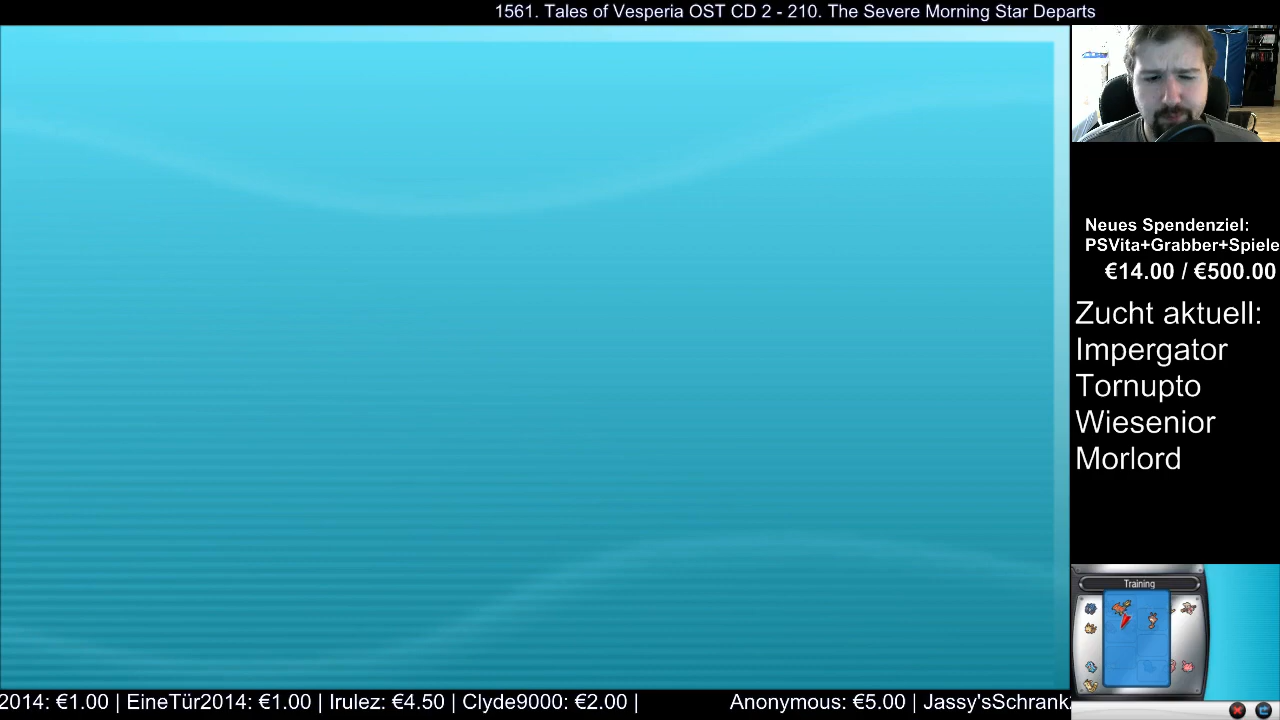 1561. Tales of Vesperia OST CD 2 - 210. The Severe Morning Star Departs
Neues Spendenziel:
PSVita+Grabber+Spiele
€14.00 / €500.00
Zucht aktuell:
Impergator
Tornupto
Wiesenior
Morlord
Training
2014: €1.00 | EineTür2014: €1.00 | Irulez: €4.50 | Clyde9000: €2.00 | Anonymous: €5.00 | Jassy'sSchrank